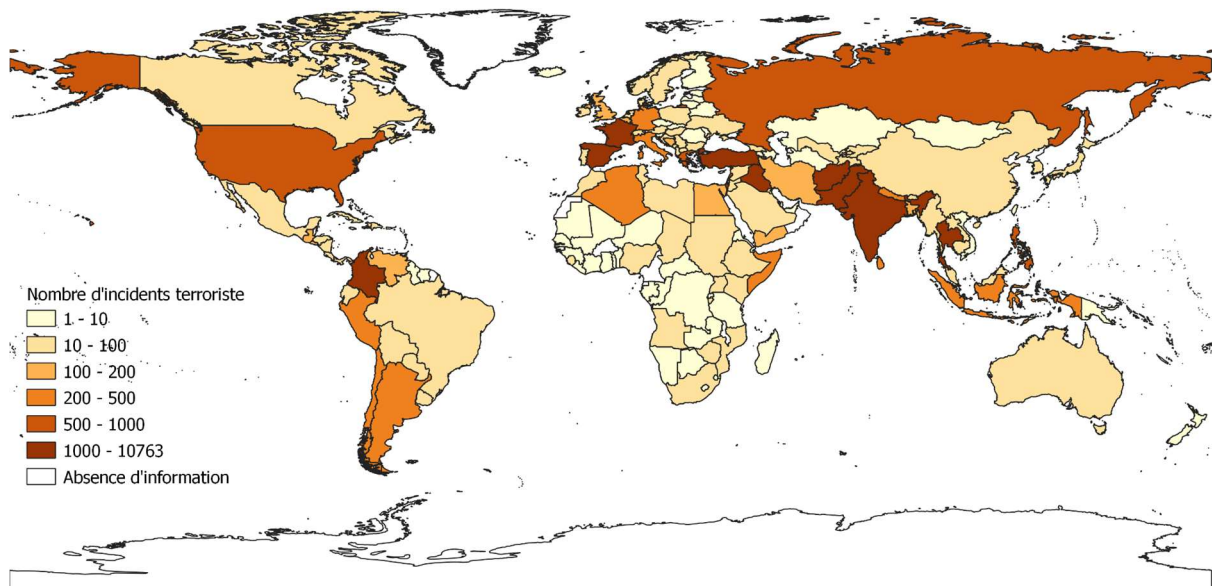 Nombre d'incidents terroriste
1 - 10
10 - 100
100 - 200
200 - 500
500 - 1000
1000 - 10763
Absence d'information